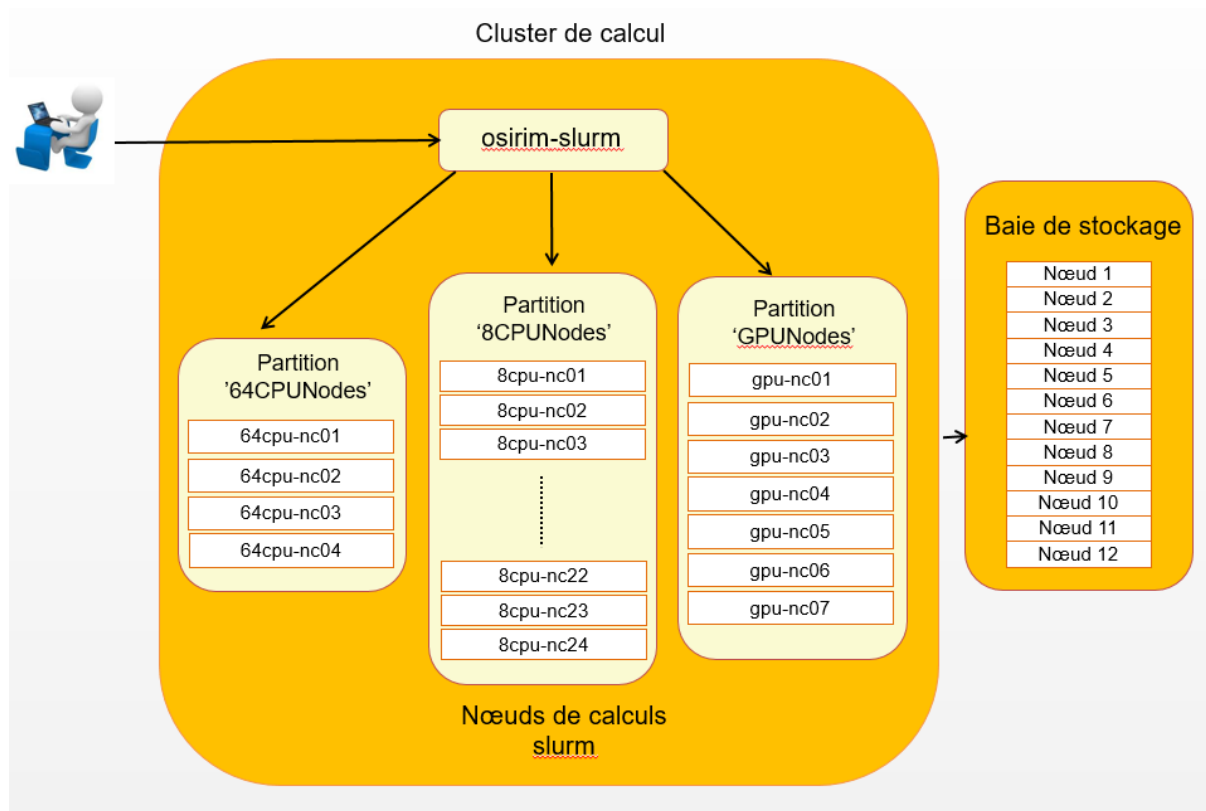 Cluster de calcul
osirim-slurm
Partition
’64CPUNodes’
64cpu-nc01
64cpu-nc02
64cpu-nc03
64cpu-nc04
Partition
‘8CPUNodes’
8cpu-nc01
8cpu-nc02
8cpu-nc03
8cpu-nc22
8cpu-nc23
8cpu-nc24
Partition
‘GPUNodes’
gpu-nc01
gpu-nc02
gpu-nc03
gpu-nc04
gpu-nc05
gpu-nc06
gpu-nc07
Nœuds de calculs
slurm
Baie de stockage
Nœud 1
Nœud 2
Nœud 3
Nœud 4
Nœud 5
Nœud 6
Nœud 7
Nœud 8
Nœud 9
Nœud 10
Nœud 11
Nœud 12